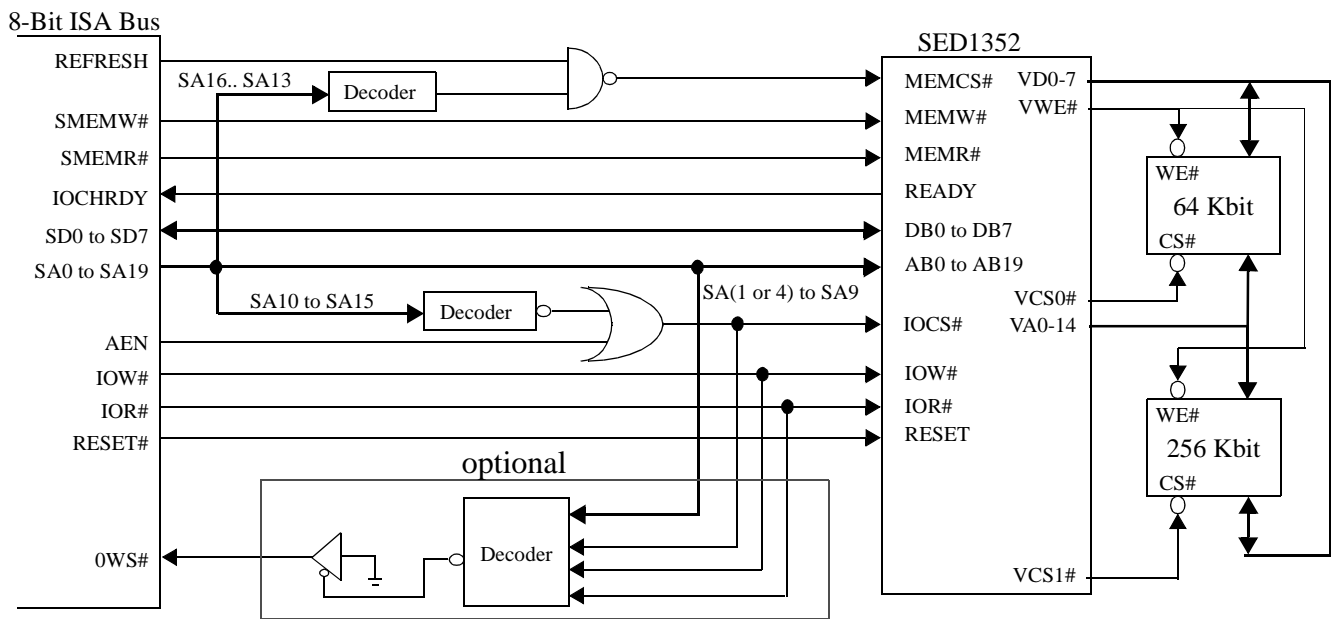 8-Bit ISA Bus
SED1352
REFRESH
SA16.. SA13
Decoder
MEMCS#
VD0-7
SMEMW#
MEMW#
VWE#
SMEMR#
MEMR#
WE#
64 Kbit
CS#
IOCHRDY
READY
SD0 to SD7
DB0 to DB7
SA0 to SA19
AB0 to AB19
SA10 to SA15
Decoder
SA(1 or 4) to SA9
VCS0#
IOCS#
VA0-14
AEN
IOW#
IOW#
IOR#
IOR#
RESET#
RESET
WE#
256 Kbit
CS#
optional
Decoder
0WS#
VCS1#